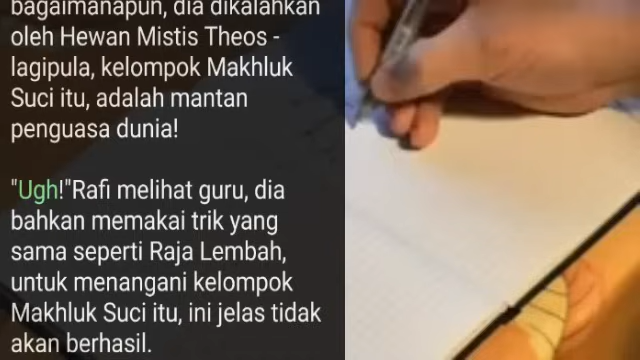 bagaimanapun, dia dikalahkan
oleh Hewan Mistis Theos -
lagipula, kelompok Makhluk
Suci itu, adalah mantan
penguasa dunia!
"Ugh!"Rafi melihat guru, dia
bahkan memakai trik yang
sama seperti Raja Lembah,
untuk menangani kelompok
Makhluk Suci itu, ini jelas tidak
akan berhasil.